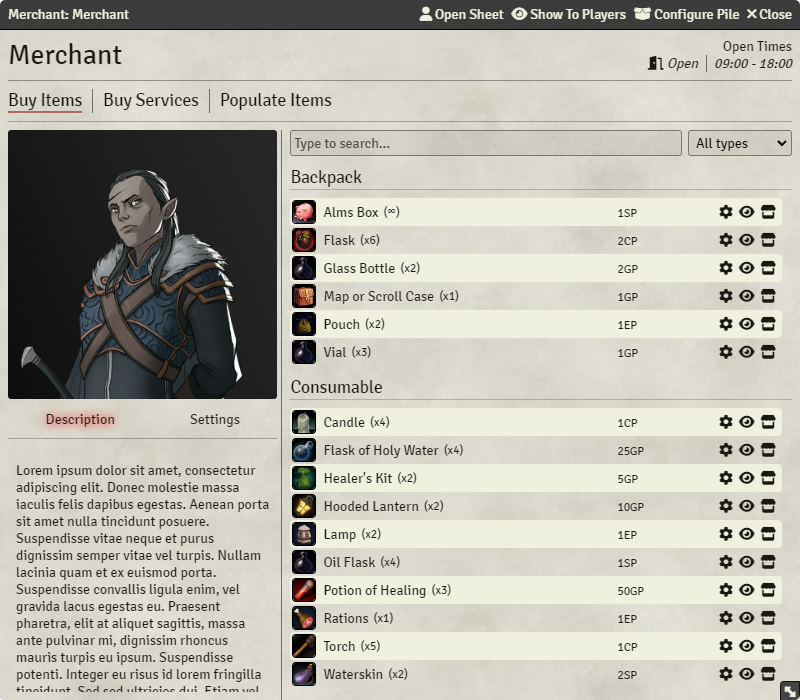 Merchant: Merchant
Open Sheet Show To Players Configure Pile Close
Merchant
Open Times
Open 09:00 - 18:00
Buy Items Buy Services Populate Items
Type to search... All types
Backpack
Alms Box (∞) 1SP
Flask (x6) 2CP
Glass Bottle (x2) 2GP
Map or Scroll Case (x1) 1GP
Pouch (x2) 1EP
Vial (x3) 1GP
Consumable
Candle (x4) 1CP
Flask of Holy Water (x4) 25GP
Healer's Kit (x2) 5GP
Hooded Lantern (x2) 10GP
Lamp (x2) 1EP
Oil Flask (x4) 1SP
Potion of Healing (x3) 50GP
Rations (x1) 1EP
Torch (x5) 1CP
Waterskin (x2) 2SP
Description Settings
Lorem ipsum dolor sit amet, consectetur
adipiscing elit. Donec molestie massa
iaculis felis dapibus egestas. Aenean porta
sit amet nulla tincidunt posuere.
Suspendisse vitae neque et purus
dignissim semper vitae vel turpis. Nullam
lacinia quam et ex euismod porta.
Suspendisse convallis ligula enim, vel
gravida lacus egestas eu. Praesent
pharetra, elit at aliquet sagittis, massa
ante pulvinar mi, dignissim rhoncus
mauris turpis eu ipsum. Suspendisse
potenti. Integer eu risus id lorem fringilla
tincidunt. Sed sed ultricies dui. Etiam vel